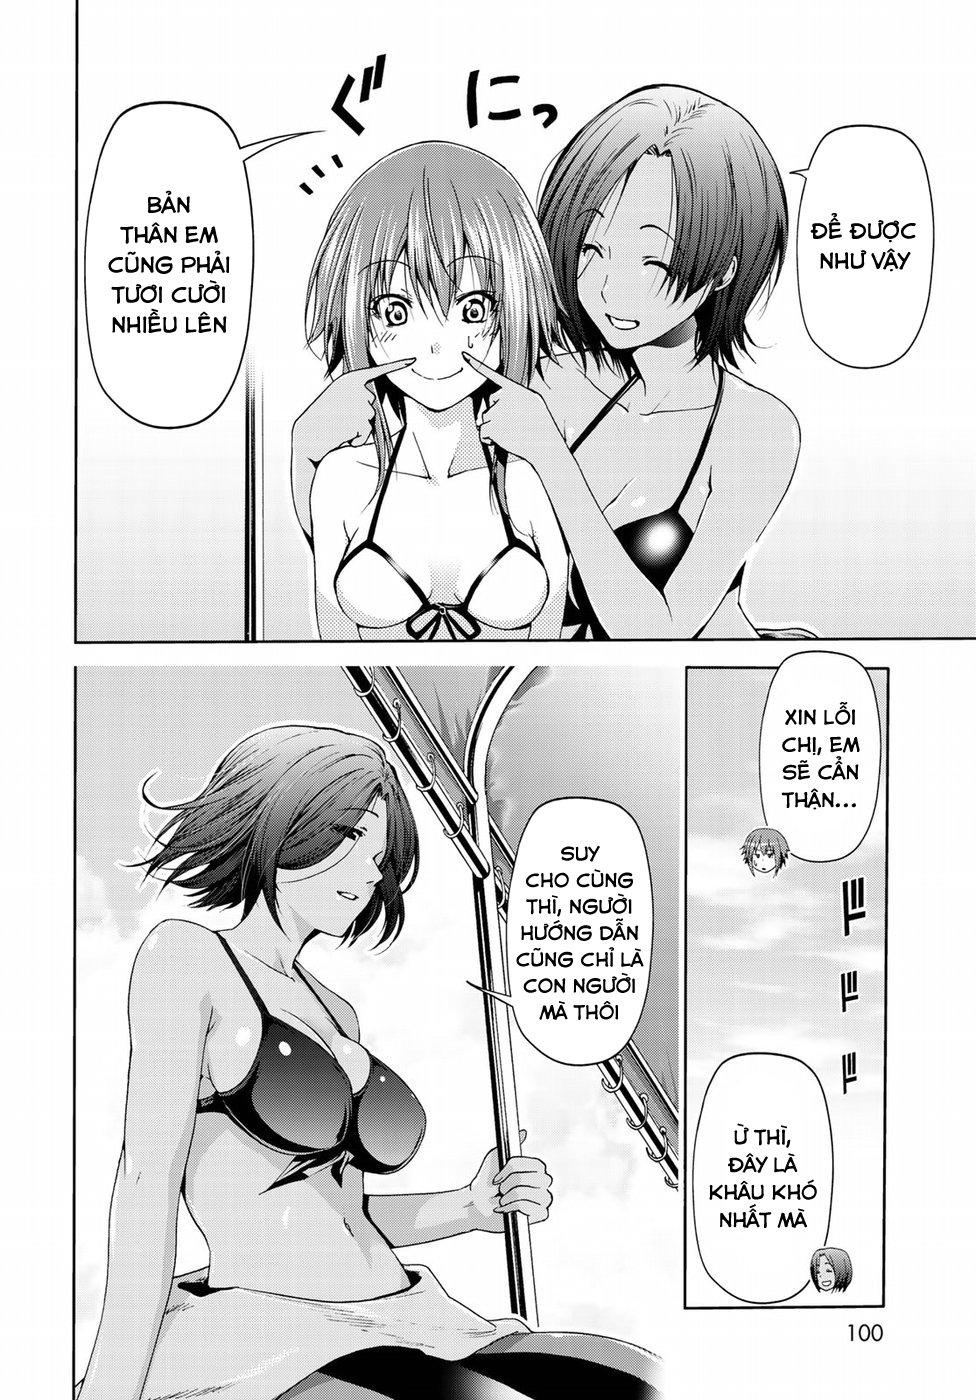 ĐỂ ĐƯỢC
NHƯ VẬY
にっ
ぐ
BẢN
THÂN EM
CŨNG PHẢI
TƯƠI CƯỜI
NHIỀU LÊN
XIN LỖI
CHỊ, EM
SẼ CẨN
THẬN...
ド
ド
ド
Ừ THÌ,
ĐÂY LÀ
KHÂU KHÓ
NHẤT MÀ
SUY
CHO CÙNG
THÌ, NGƯỜI
HƯỚNG DẪN
CŨNG CHỈ LÀ
CON NGƯỜI
MÀ THÔI
100